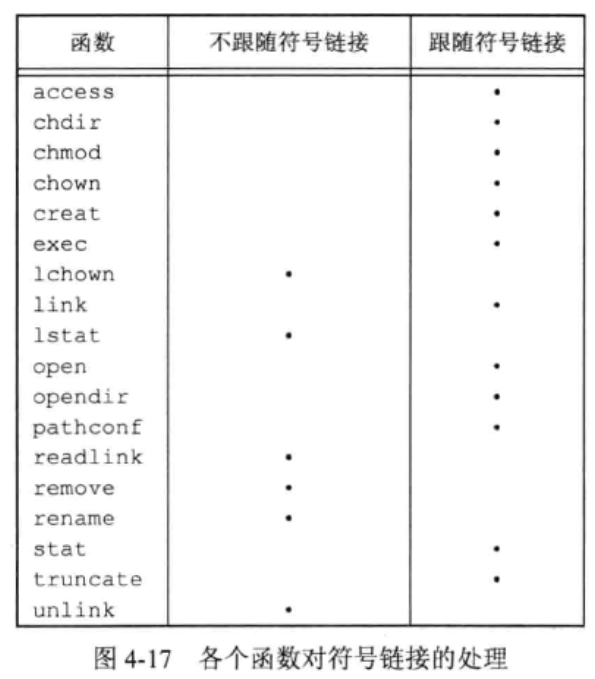 函数 不跟随符号链接 跟随符号链接
access •
chdir •
chmod •
chown •
creat •
exec •
lchown •
link •
lstat •
open •
opendir •
pathconf •
readlink •
remove •
rename •
stat •
truncate •
unlink •
图 4-17 各个函数对符号链接的处理